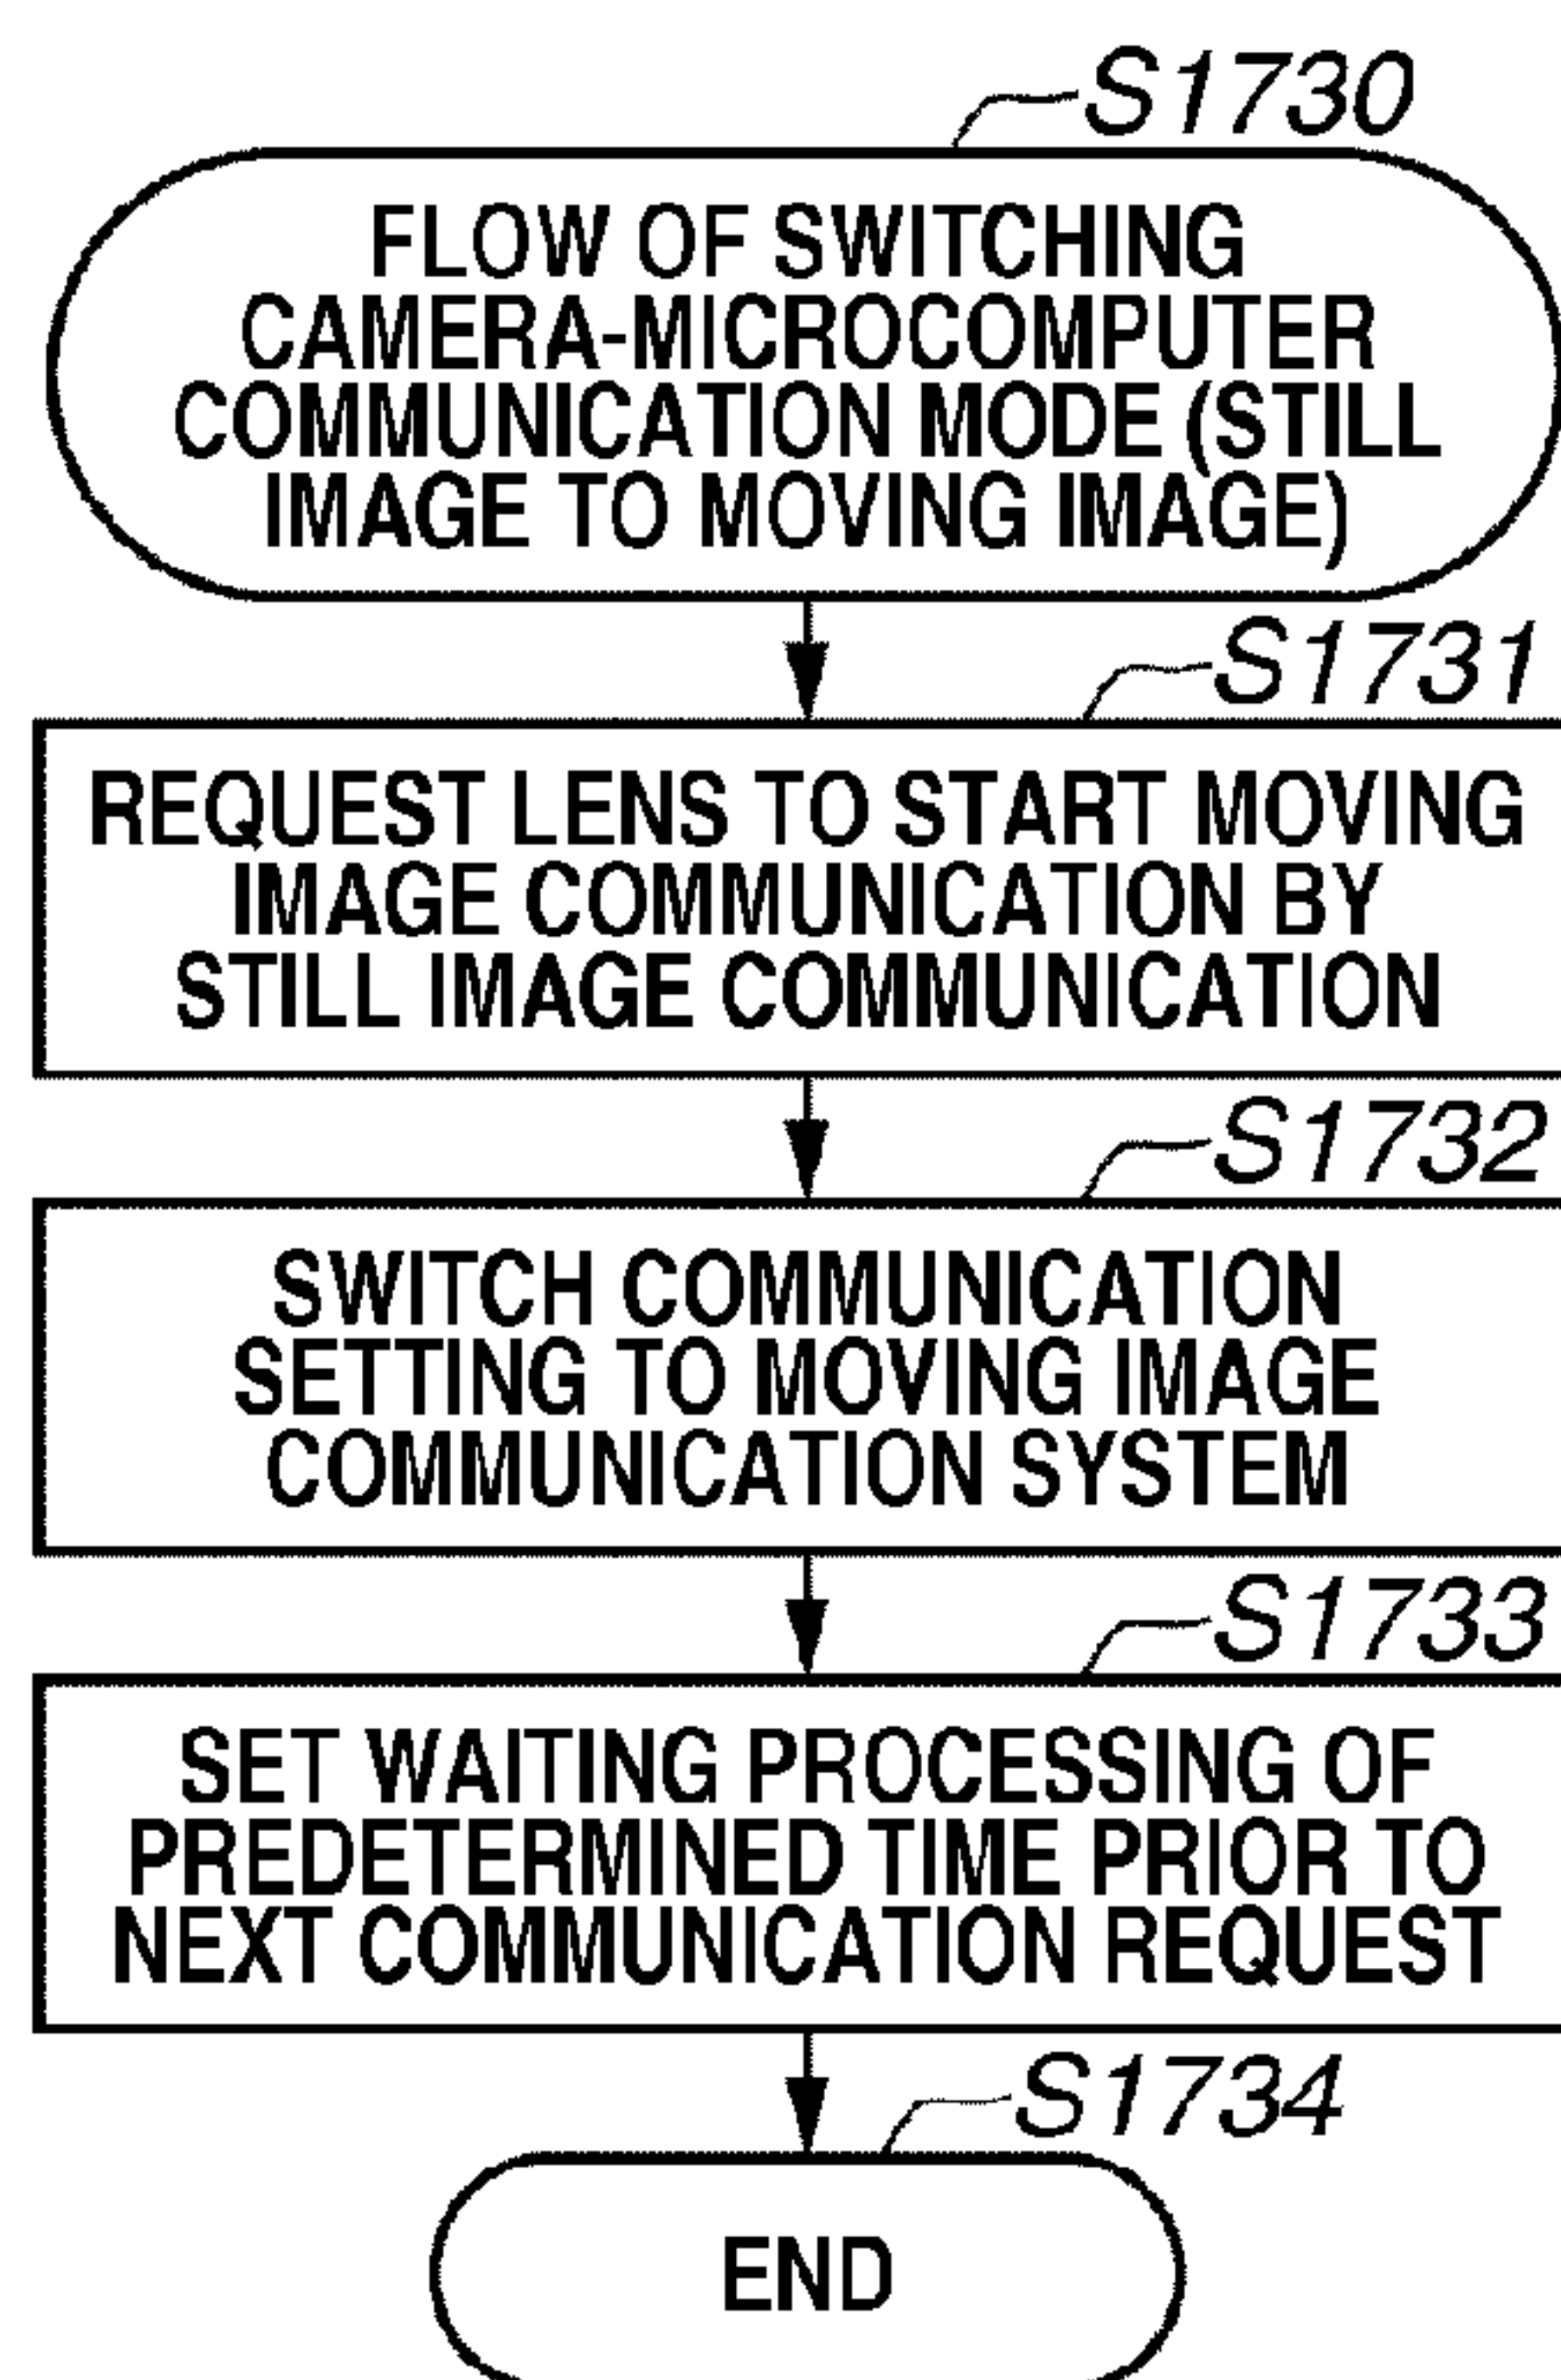 S1730
FLOW OF SWITCHING
CAMERA-MICROCOMPUTER
COMMUNICATION MODE (STILL
IMAGE TO MOVING IMAGE)
S1731
REQUEST LENS TO START MOVING
IMAGE COMMUNICATION BY
STILL IMAGE COMMUNICATION
S1732
SWITCH COMMUNICATION
SETTING TO MOVING IMAGE
COMMUNICATION SYSTEM
S1733
SET WAITING PROCESSING OF
PREDETERMINED TIME PRIOR TO
NEXT COMMUNICATION REQUEST
S1734
END